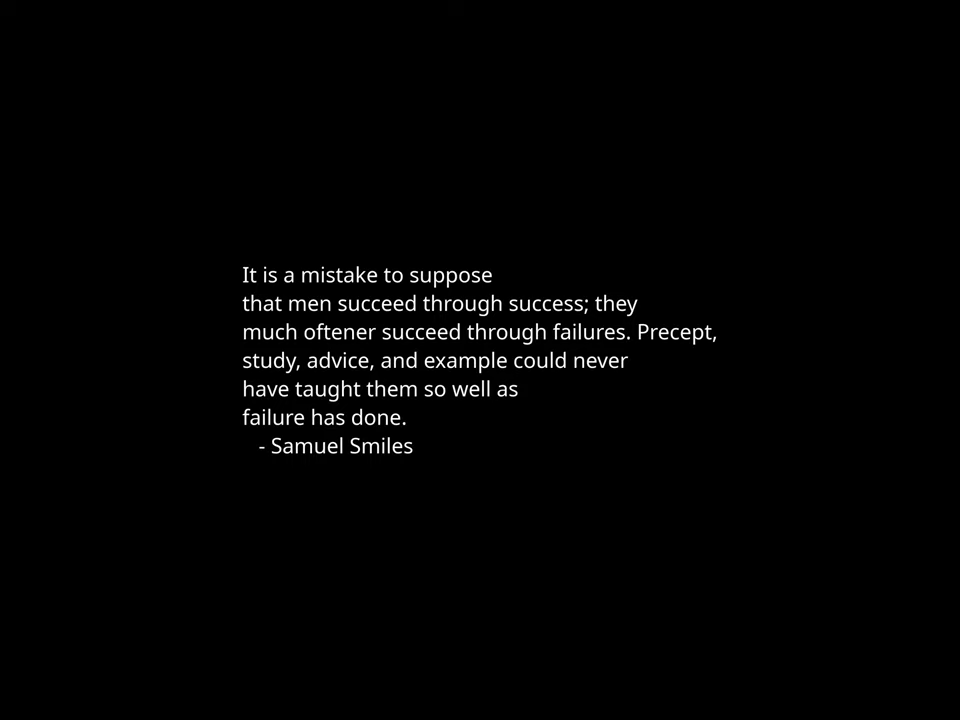 It is a mistake to suppose
that men succeed through success; they
much oftener succeed through failures. Precept,
study, advice, and example could never
have taught them so well as
failure has done.
- Samuel Smiles